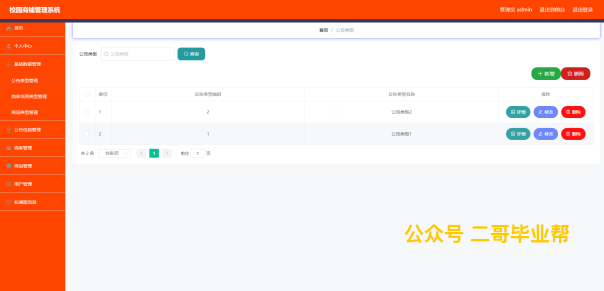 校园商铺管理系统
管理员 admin 退出到前台 退出登录
首页
首页 / 公告类型
个人中心
公告类型 公告类型 查询
基础数据管理
+ 新增 删除
公告类型管理
商家信用类型管理
商品类型管理
公告信息管理
商家管理
商品管理
用户管理
轮播图信息
索引 公告类型编码 公告类型名称 操作
1 2 公告类型2 详情 修改 删除
2 1 公告类型1 详情 修改 删除
共 2 条 10条/页 1 前往 1 页
公众号 二哥毕业帮